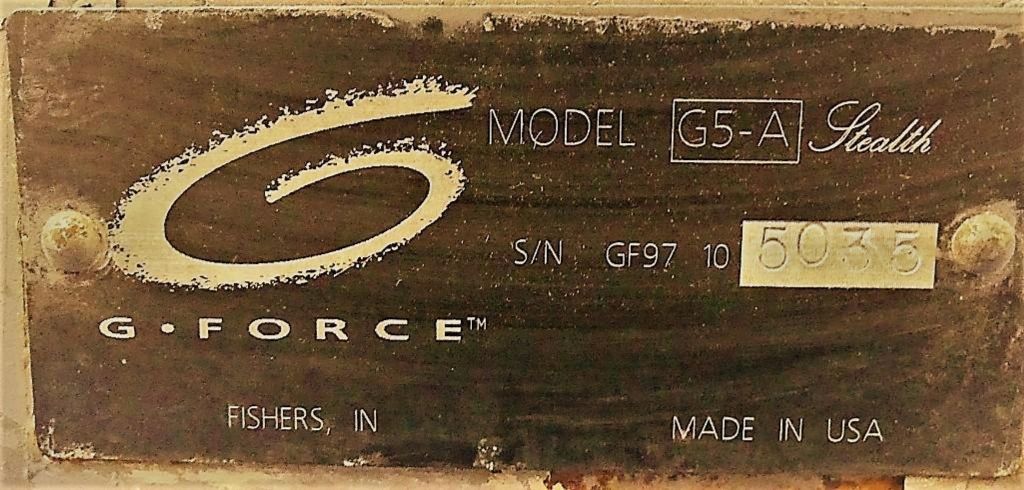 MODEL G5-A Stealth
S/N GF97 10 5035
G·FORCE™
FISHERS, IN
MADE IN USA